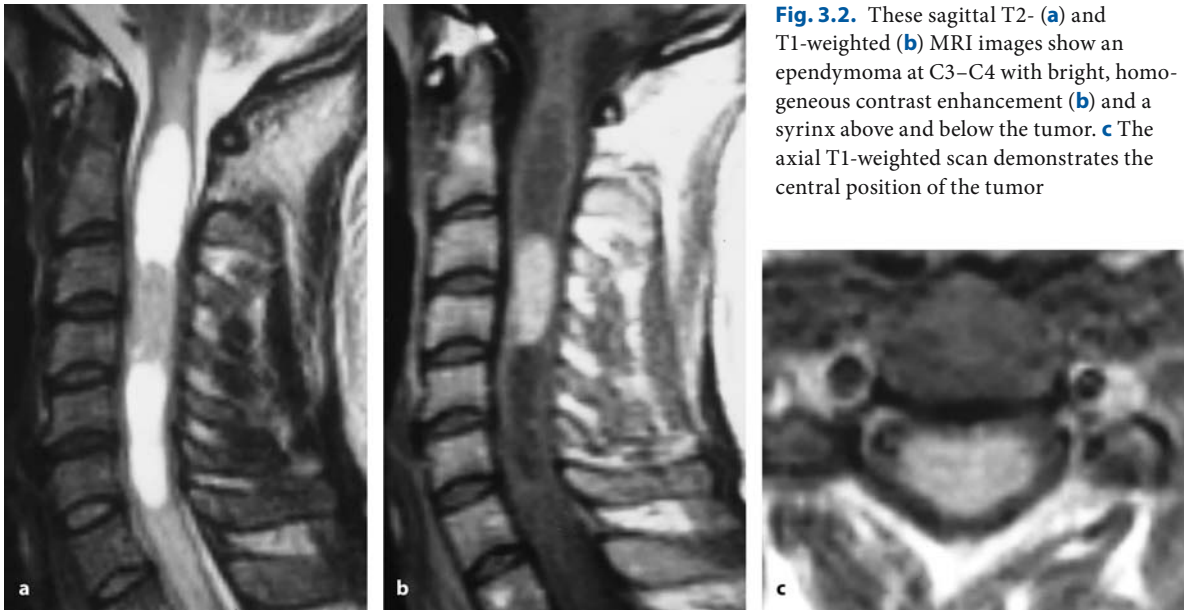 Fig. 3.2. These sagittal T2- (a) and
T1-weighted (b) MRI images show an
ependymoma at C3–C4 with bright, homo-
geneous contrast enhancement (b) and a
syrinx above and below the tumor. c The
axial T1-weighted scan demonstrates the
central position of the tumor
a
b
c